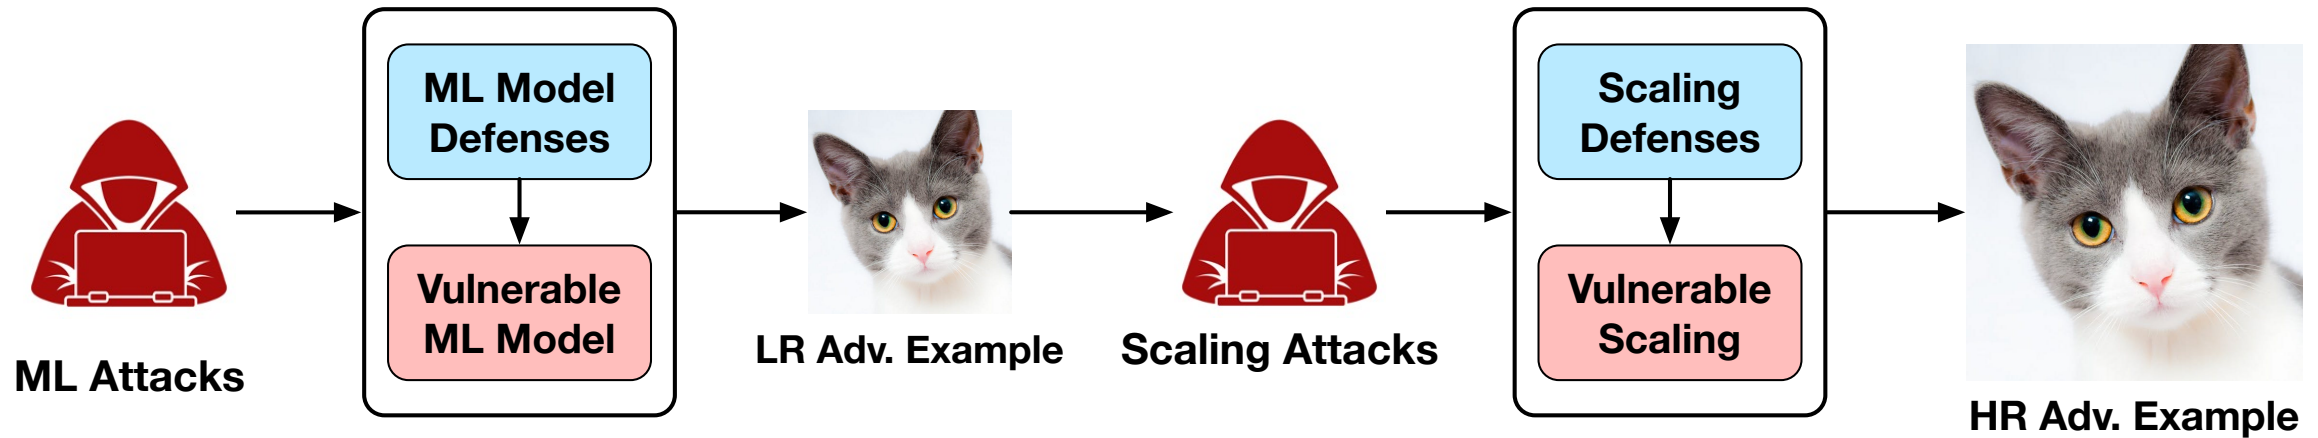 ML Attacks
ML Model
Defenses
Vulnerable
ML Model
LR Adv. Example
Scaling Attacks
Scaling
Defenses
Vulnerable
Scaling
HR Adv. Example